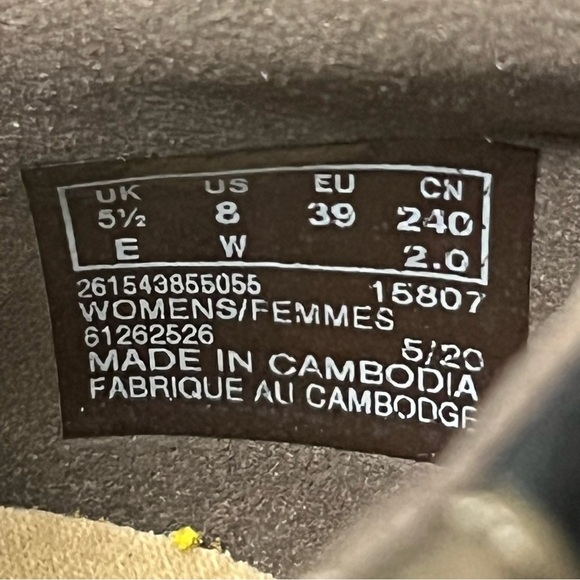 UK US EU CN
5½ 8 39 240
E W 2.0
261543855055 15807
WOMENS/FEMMES
61262526 5/20
MADE IN CAMBODIA
FABRIQUE AU CAMBODGE